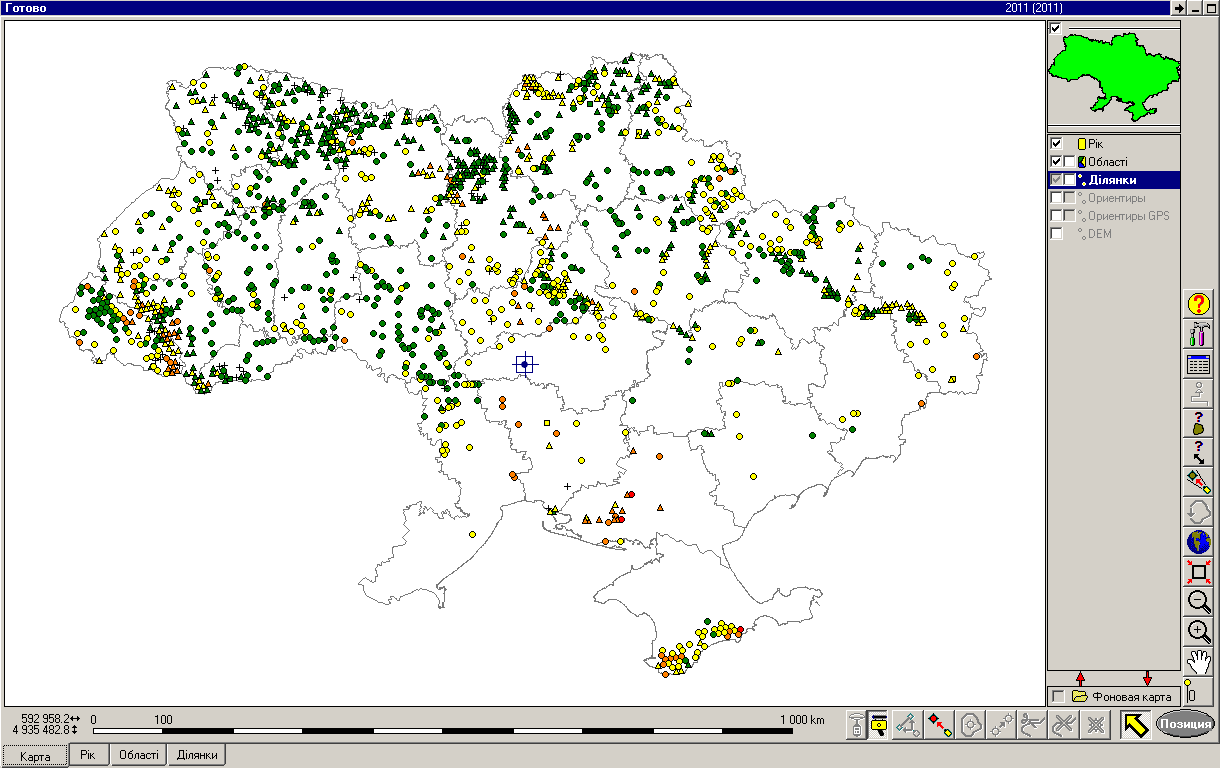 Готово 2011 (2011)
Рік
Області
Ділянки
Ориентиры
Ориентиры GPS
DEM
Фоновая карта
592 958.2 0 100 1 000 km
4 935 482.8
Позиция
Карта Рік Області Ділянки